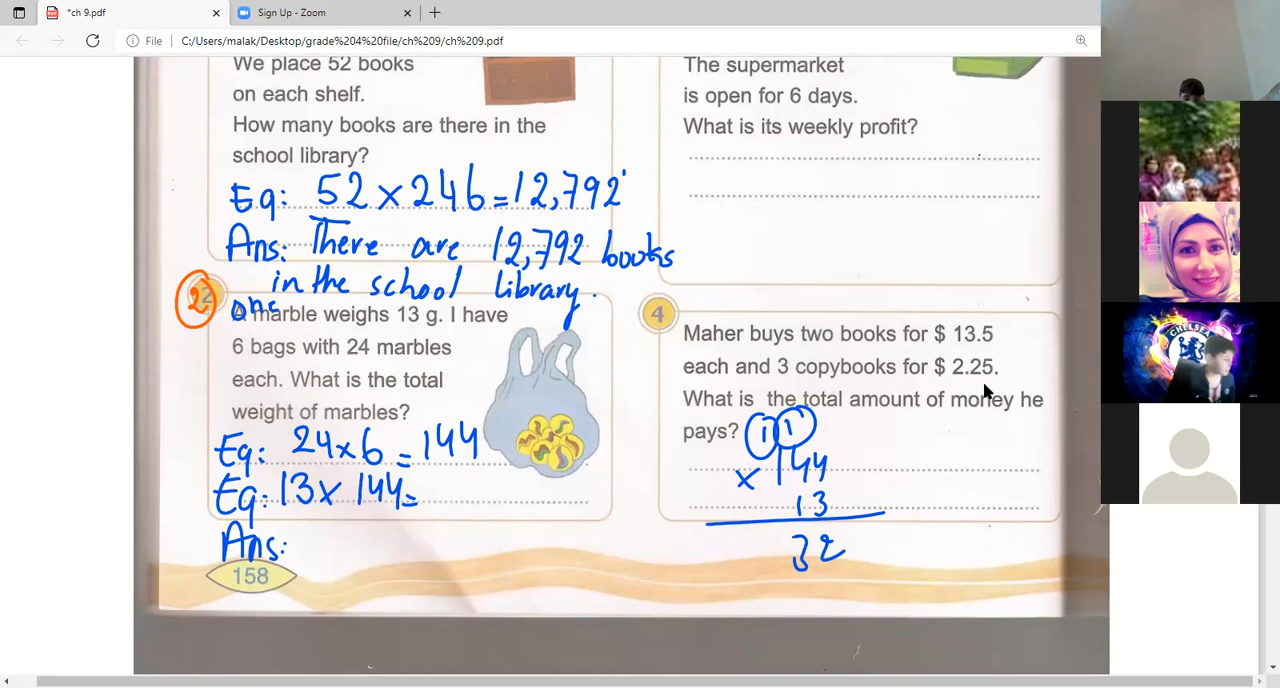 *ch 9.pdf
Sign Up - Zoom
File
C:/Users/malak/Desktop/grade%204%20file/ch%209/ch%209.pdf
We place 52 books
on each shelf.
How many books are there in the
school library?
Eq: 52 × 246 = 12,792
Ans: There are 12,792 books
in the school library.
2
one
marble weighs 13 g. I have
6 bags with 24 marbles
each. What is the total
weight of marbles?
Eq: 24 × 6 = 144
Eq: 13 × 144 =
Ans:
158
The supermarket
is open for 6 days.
What is its weekly profit?
4
Maher buys two books for $ 13.5
each and 3 copybooks for $ 2.25.
What is the total amount of money he
pays?
1 1
× 144
13
32
CHELSEA